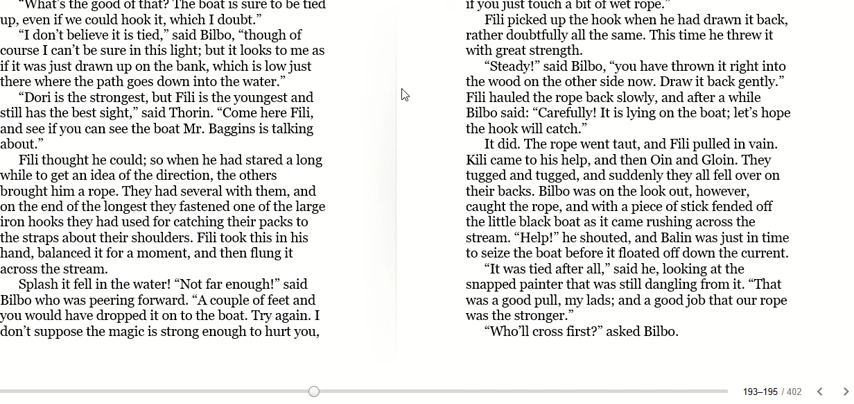 “What’s the good of that? The boat is sure to be tied
up, even if we could hook it, which I doubt.”
“I don’t believe it is tied,” said Bilbo, “though of
course I can’t be sure in this light; but it looks to me as
if it was just drawn up on the bank, which is low just
there where the path goes down into the water.”
“Dori is the strongest, but Fili is the youngest and
still has the best sight,” said Thorin. “Come here Fili,
and see if you can see the boat Mr. Baggins is talking
about.”
Fili thought he could; so when he had stared a long
while to get an idea of the direction, the others
brought him a rope. They had several with them, and
on the end of the longest they fastened one of the large
iron hooks they had used for catching their packs to
the straps about their shoulders. Fili took this in his
hand, balanced it for a moment, and then flung it
across the stream.
Splash it fell in the water! “Not far enough!” said
Bilbo who was peering forward. “A couple of feet and
you would have dropped it on to the boat. Try again. I
don’t suppose the magic is strong enough to hurt you,
if you just touch a bit of wet rope.”
Fili picked up the hook when he had drawn it back,
rather doubtfully all the same. This time he threw it
with great strength.
“Steady!” said Bilbo, “you have thrown it right into
the wood on the other side now. Draw it back gently.”
Fili hauled the rope back slowly, and after a while
Bilbo said: “Carefully! It is lying on the boat; let’s hope
the hook will catch.”
It did. The rope went taut, and Fili pulled in vain.
Kili came to his help, and then Oin and Gloin. They
tugged and tugged, and suddenly they all fell over on
their backs. Bilbo was on the look out, however,
caught the rope, and with a piece of stick fended off
the little black boat as it came rushing across the
stream. “Help!” he shouted, and Balin was just in time
to seize the boat before it floated off down the current.
“It was tied after all,” said he, looking at the
snapped painter that was still dangling from it. “That
was a good pull, my lads; and a good job that our rope
was the stronger.”
“Who’ll cross first?” asked Bilbo.
193–195 / 402